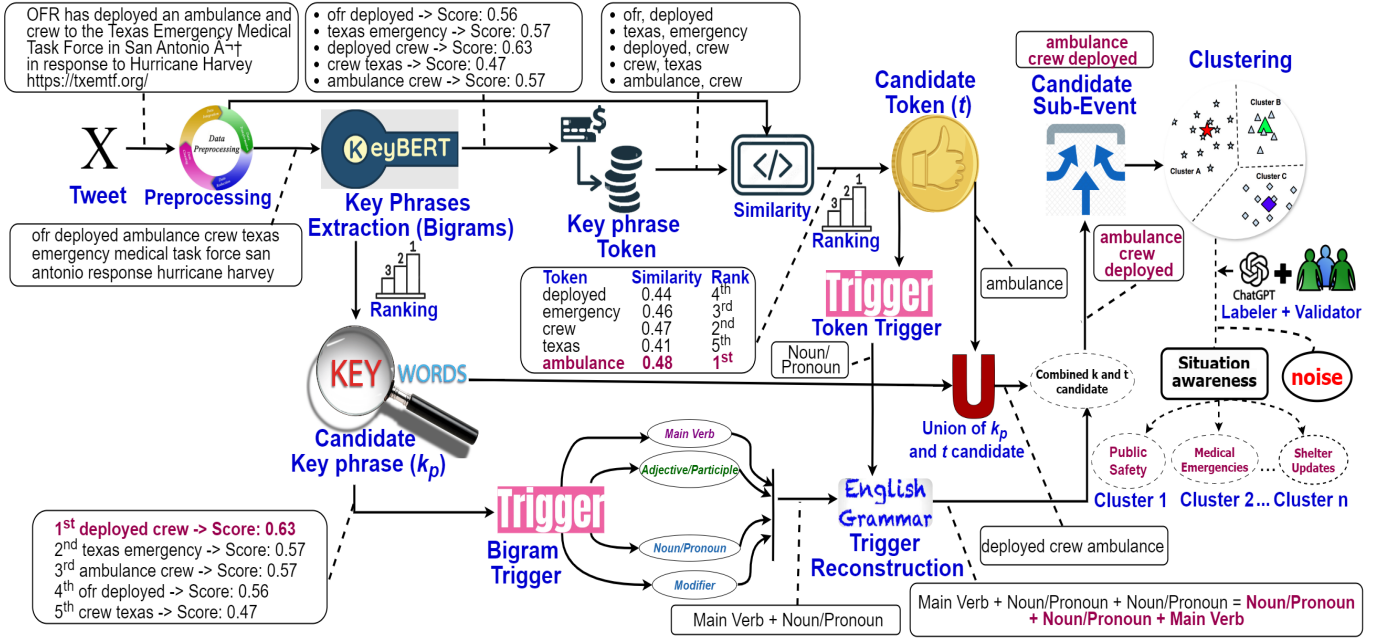 OFR has deployed an ambulance and
crew to the Texas Emergency Medical
Task Force in San Antonio Â¬†
in response to Hurricane Harvey
https://txemtf.org/
• ofr deployed -> Score: 0.56
• texas emergency -> Score: 0.57
• deployed crew -> Score: 0.63
• crew texas -> Score: 0.47
• ambulance crew -> Score: 0.57
• ofr, deployed
• texas, emergency
• deployed, crew
• crew, texas
• ambulance, crew
X
Tweet
Data
Preprocessing
Preprocessing
KeyBERT
Key Phrases
Extraction (Bigrams)
Key phrase
Token
Similarity
Candidate
Token (t)
ambulance
crew deployed
Candidate
Sub-Event
Clustering
Cluster A
Cluster B
Cluster C
ofr deployed ambulance crew texas
emergency medical task force san
antonio response hurricane harvey
3 2 1
Ranking
3 2 1
Ranking
Token Similarity Rank
deployed 0.44 4th
emergency 0.46 3rd
crew 0.47 2nd
texas 0.41 5th
ambulance 0.48 1st
Trigger
Token Trigger
Noun/
Pronoun
ambulance
ambulance
crew
deployed
ChatGPT
Labeler + Validator
KEY WORDS
Candidate
Key phrase (kp)
U
Union of kp
and t candidate
Combined k and t
candidate
Situation
awareness
noise
Public
Safety
Medical
Emergencies
....
Shelter
Updates
Cluster 1 Cluster 2... Cluster n
1st deployed crew -> Score: 0.63
2nd texas emergency -> Score: 0.57
3rd ambulance crew -> Score: 0.57
4th ofr deployed -> Score: 0.56
5th crew texas -> Score: 0.47
Trigger
Bigram
Trigger
Main Verb
Adjective/Participle
Noun/Pronoun
Modifier
English
Grammar
Trigger
Reconstruction
deployed crew ambulance
Main Verb + Noun/Pronoun
Main Verb + Noun/Pronoun + Noun/Pronoun = Noun/Pronoun
+ Noun/Pronoun + Main Verb